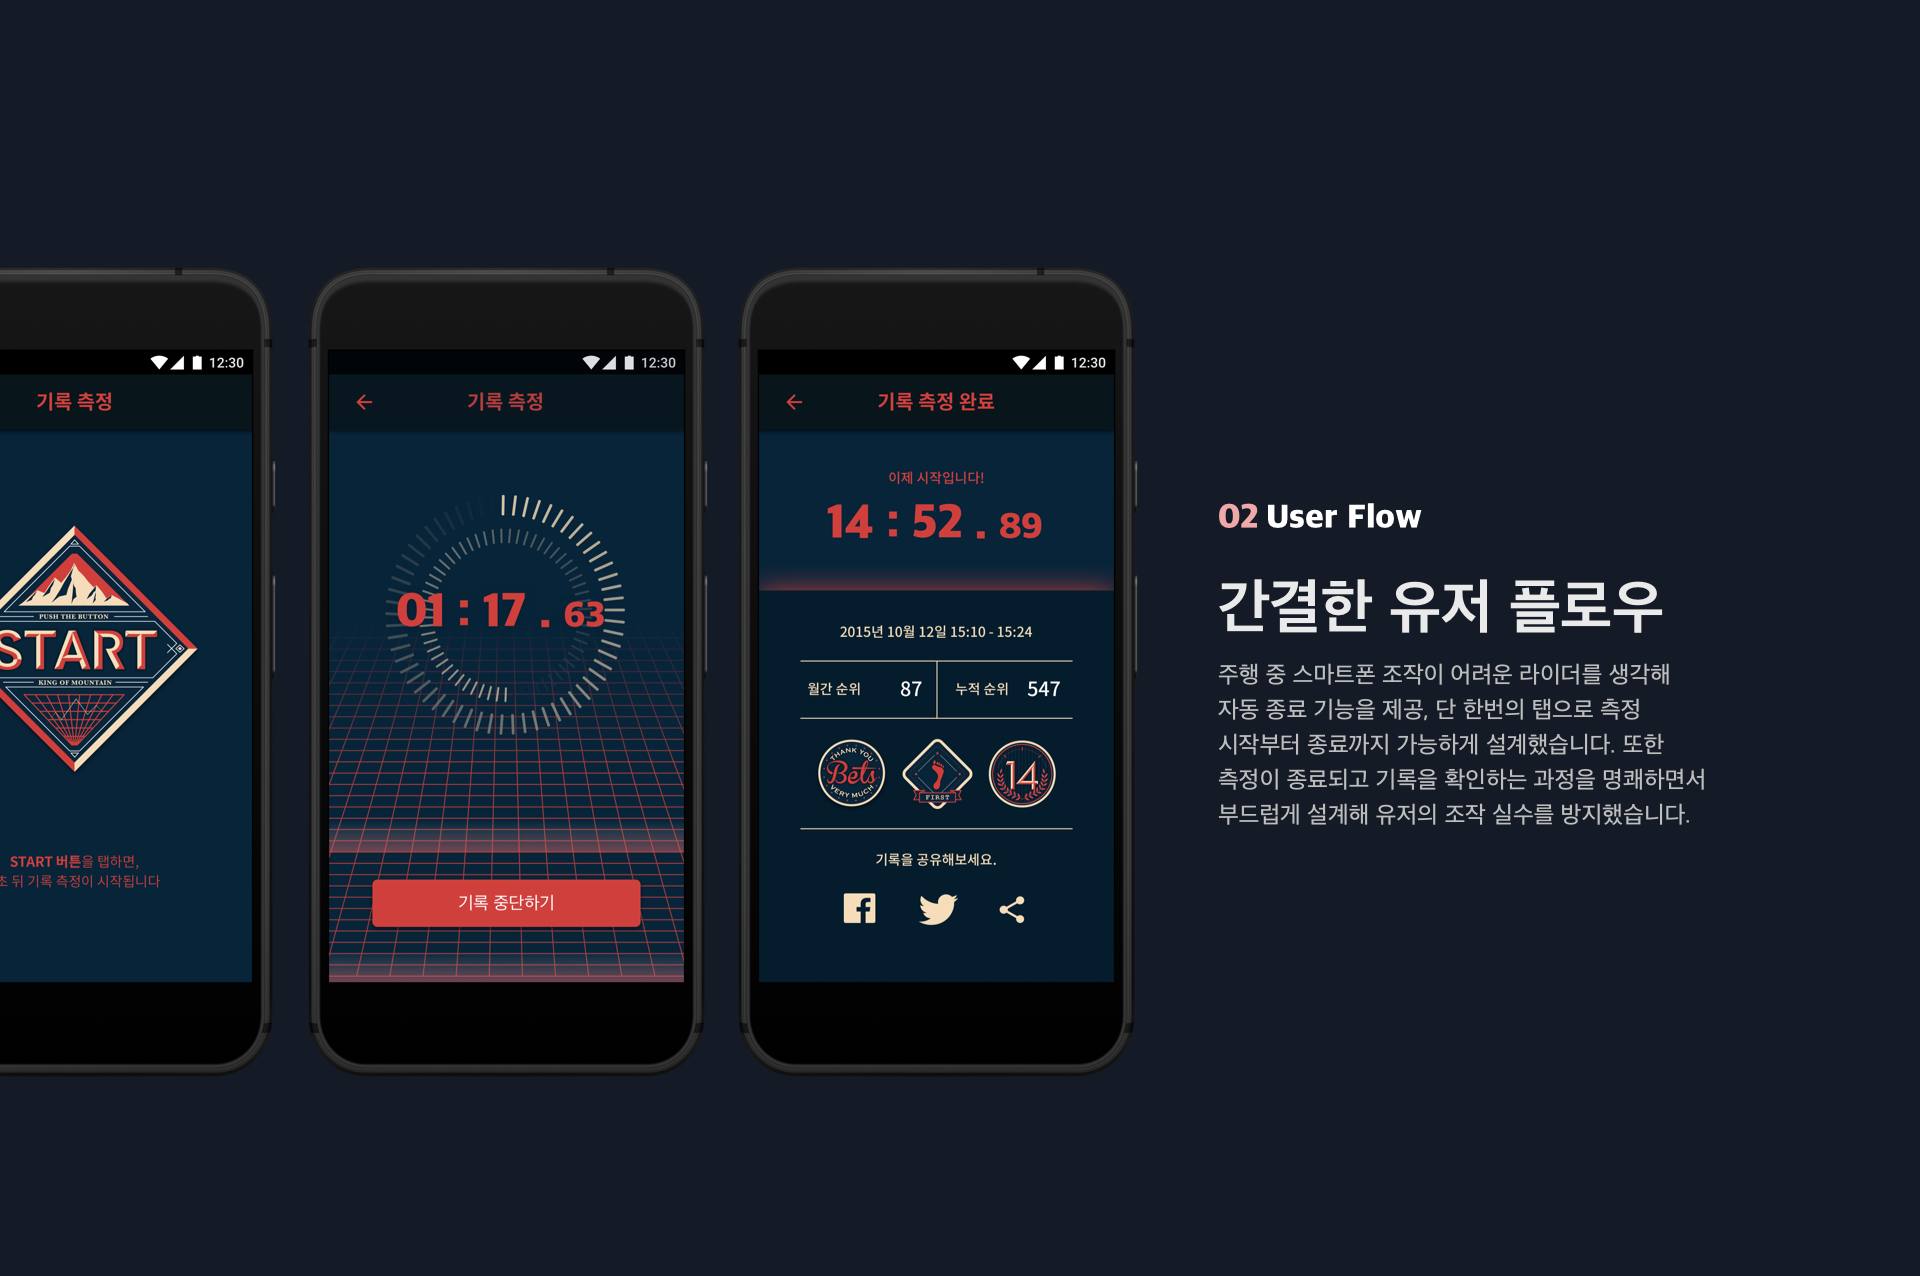 12:30
기록 측정
PUSH THE BUTTON
START
KING OF MOUNTAIN
START 버튼을 탭하면,
초 뒤 기록 측정이 시작됩니다
12:30
기록 측정
01 : 17 . 63
기록 중단하기
12:30
기록 측정 완료
이제 시작입니다!
14 : 52 . 89
2015년 10월 12일 15:10 - 15:24
월간 순위 87
누적 순위 547
THANK YOU
Bets
VERY MUCH
FIRST
14
기록을 공유해보세요.
02 User Flow
간결한 유저 플로우
주행 중 스마트폰 조작이 어려운 라이더를 생각해
자동 종료 기능을 제공, 단 한번의 탭으로 측정
시작부터 종료까지 가능하게 설계했습니다. 또한
측정이 종료되고 기록을 확인하는 과정을 명쾌하면서
부드럽게 설계해 유저의 조작 실수를 방지했습니다.